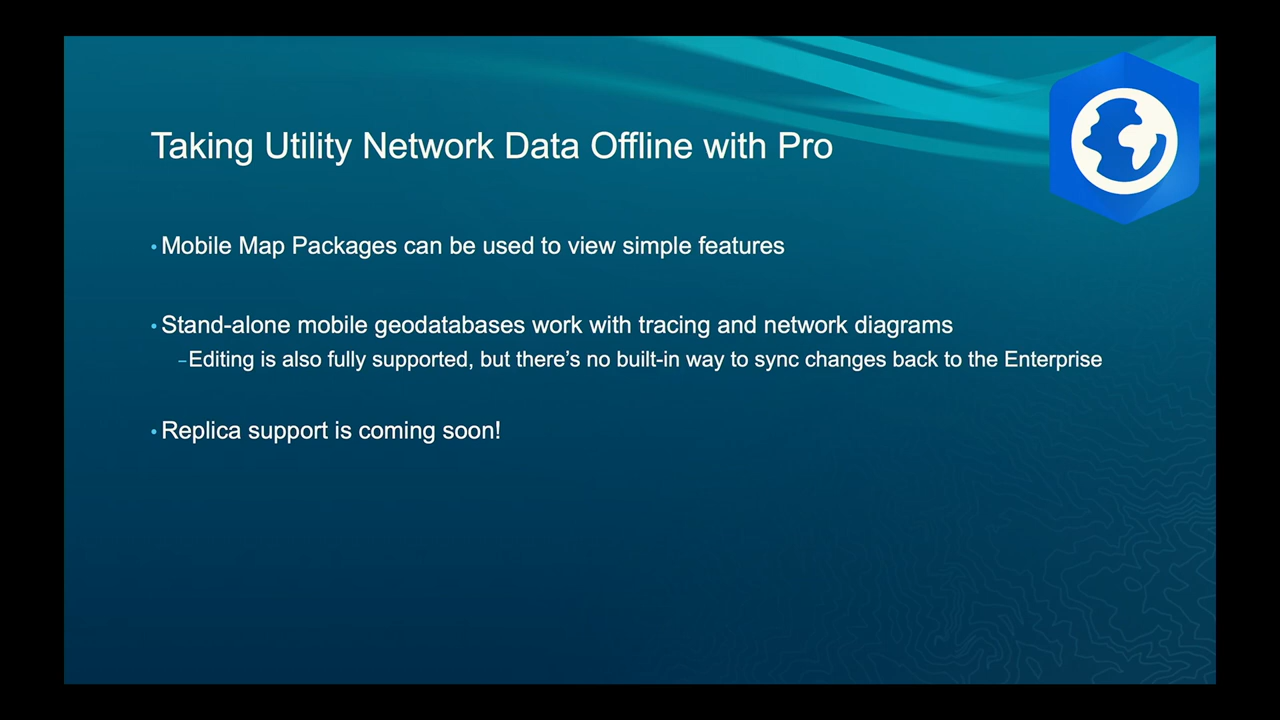 Taking Utility Network Data Offline with Pro
• Mobile Map Packages can be used to view simple features
• Stand-alone mobile geodatabases work with tracing and network diagrams
–Editing is also fully supported, but there’s no built-in way to sync changes back to the Enterprise
• Replica support is coming soon!